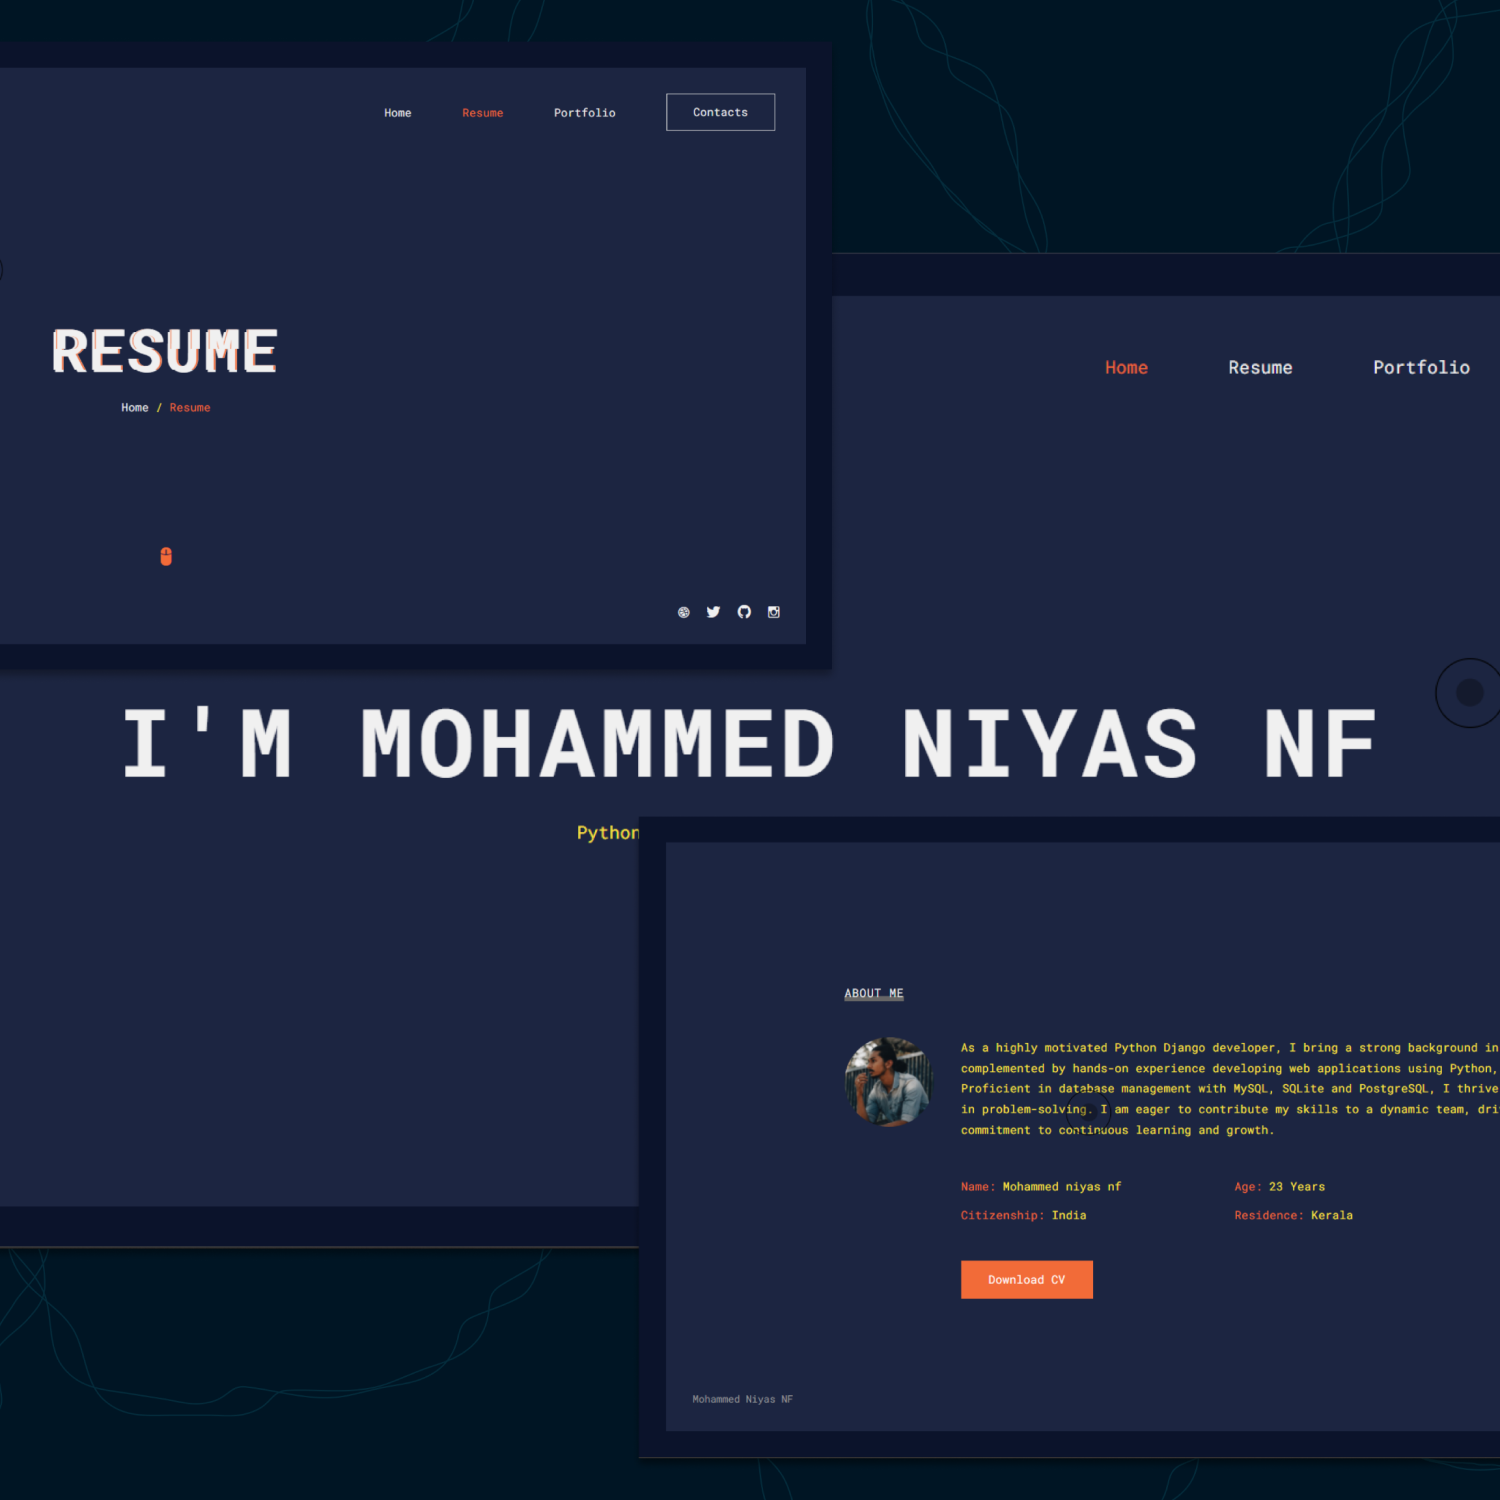 Home Resume Portfolio Contacts
RESUME
Home / Resume
Home Resume Portfolio
I'M MOHAMMED NIYAS NF
Python
ABOUT ME
As a highly motivated Python Django developer, I bring a strong background in
complemented by hands-on experience developing web applications using Python,
Proficient in database management with MySQL, SQLite and PostgreSQL, I thrive
in problem-solving. I am eager to contribute my skills to a dynamic team, dri
commitment to continuous learning and growth.
Name: Mohammed niyas nf Age: 23 Years
Citizenship: India Residence: Kerala
Download CV
Mohammed Niyas NF